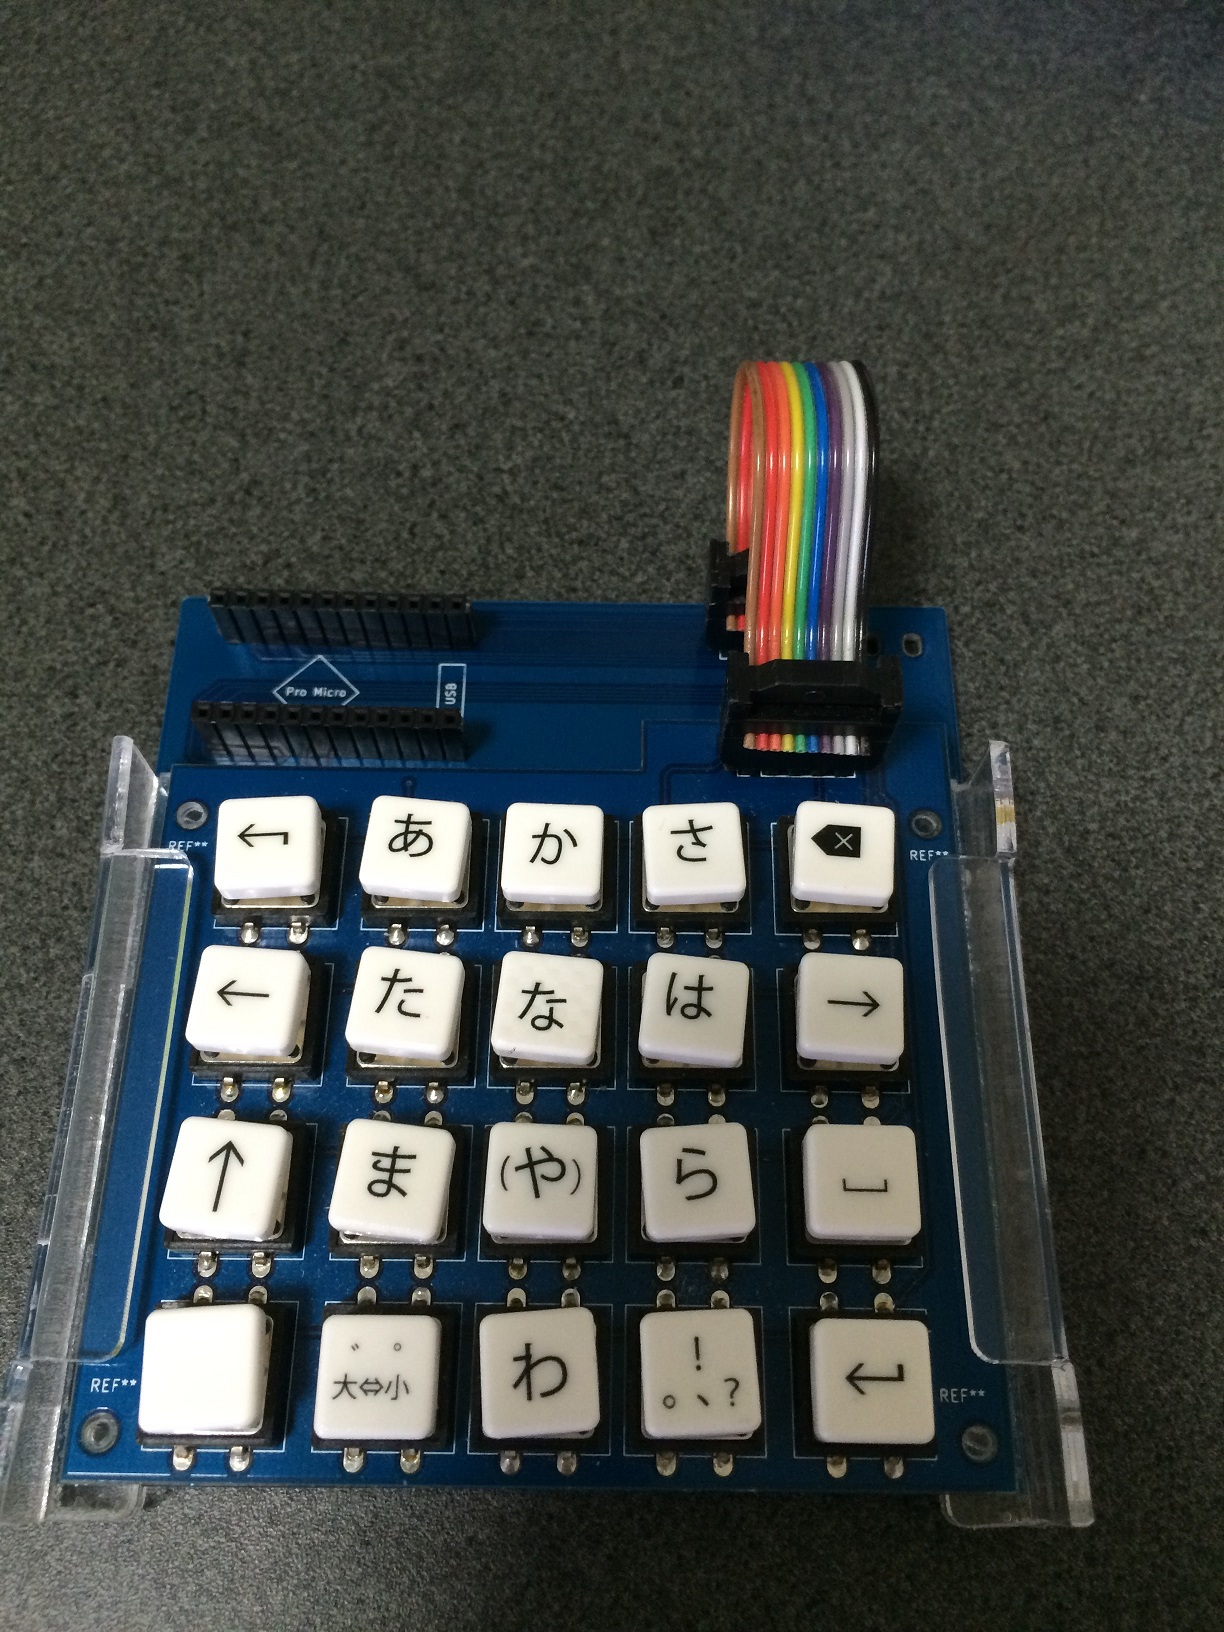 Pro Micro
USB
あ か さ
REF** REF**
← た な は →
↑ ま (や) ら ␣
゛ ゜ !
大⇔小 わ 。、?
REF** REF**